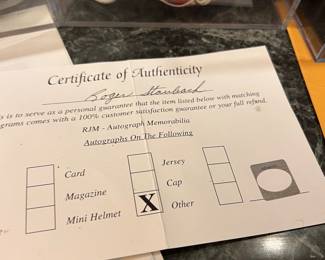 Certificate of Authenticity
Roger Staubach
is to serve as a personal guarantee that the item listed below with matching
grams comes with a 100% customer satisfaction guarantee or your full refund.
RJM - Autograph Memorabilia
Autographs On The Following
Card
Jersey
Magazine
Cap
Mini Helmet
X
Other